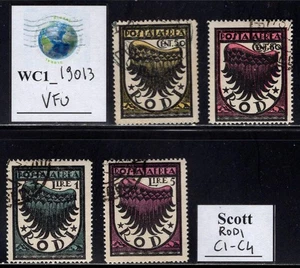 WC1_19013
VFU
POSTA AEREA
CENT. 50
RODI
POSTA AEREA
CENT. 80
RODI
POSTA AEREA
LIRE 1
RODI
POSTA AEREA
LIRE 5
RODI
Scott
RODI
C1-C4